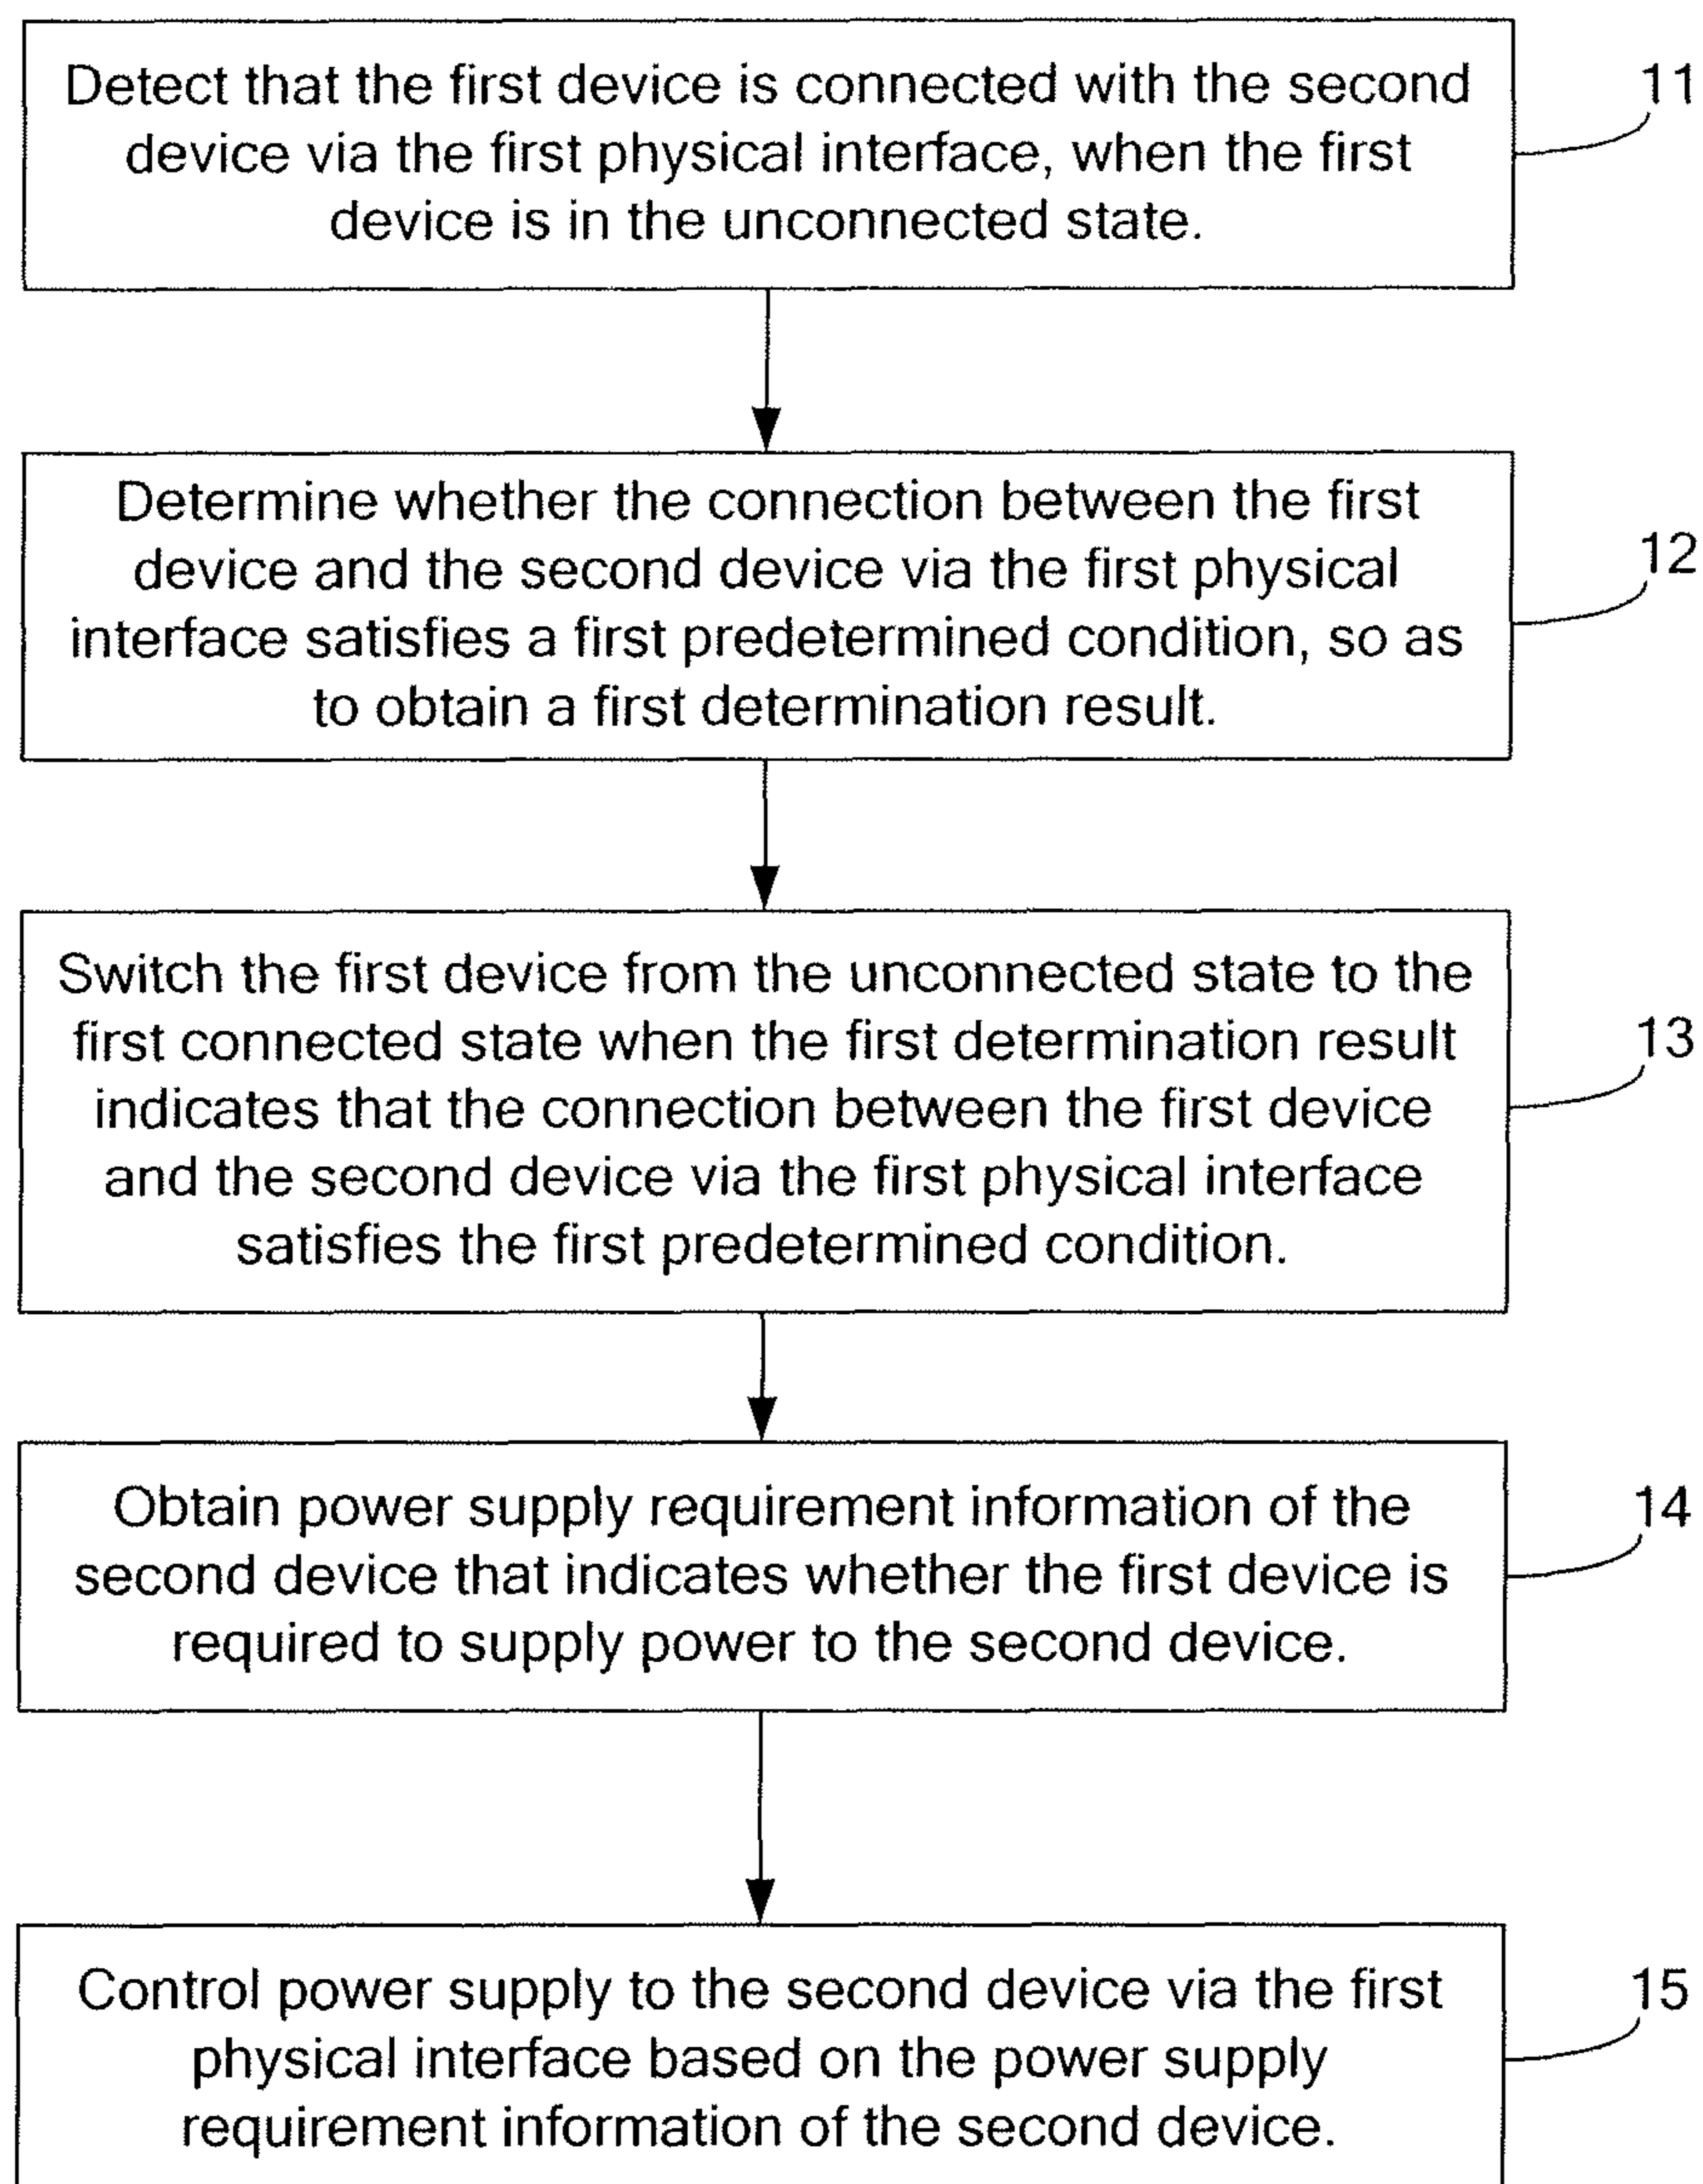 Detect that the first device is connected with the second
device via the first physical interface, when the first
device is in the unconnected state.
11
Determine whether the connection between the first
device and the second device via the first physical
interface satisfies a first predetermined condition, so as
to obtain a first determination result.
12
Switch the first device from the unconnected state to the
first connected state when the first determination result
indicates that the connection between the first device
and the second device via the first physical interface
satisfies the first predetermined condition.
13
Obtain power supply requirement information of the
second device that indicates whether the first device is
required to supply power to the second device.
14
Control power supply to the second device via the first
physical interface based on the power supply
requirement information of the second device.
15